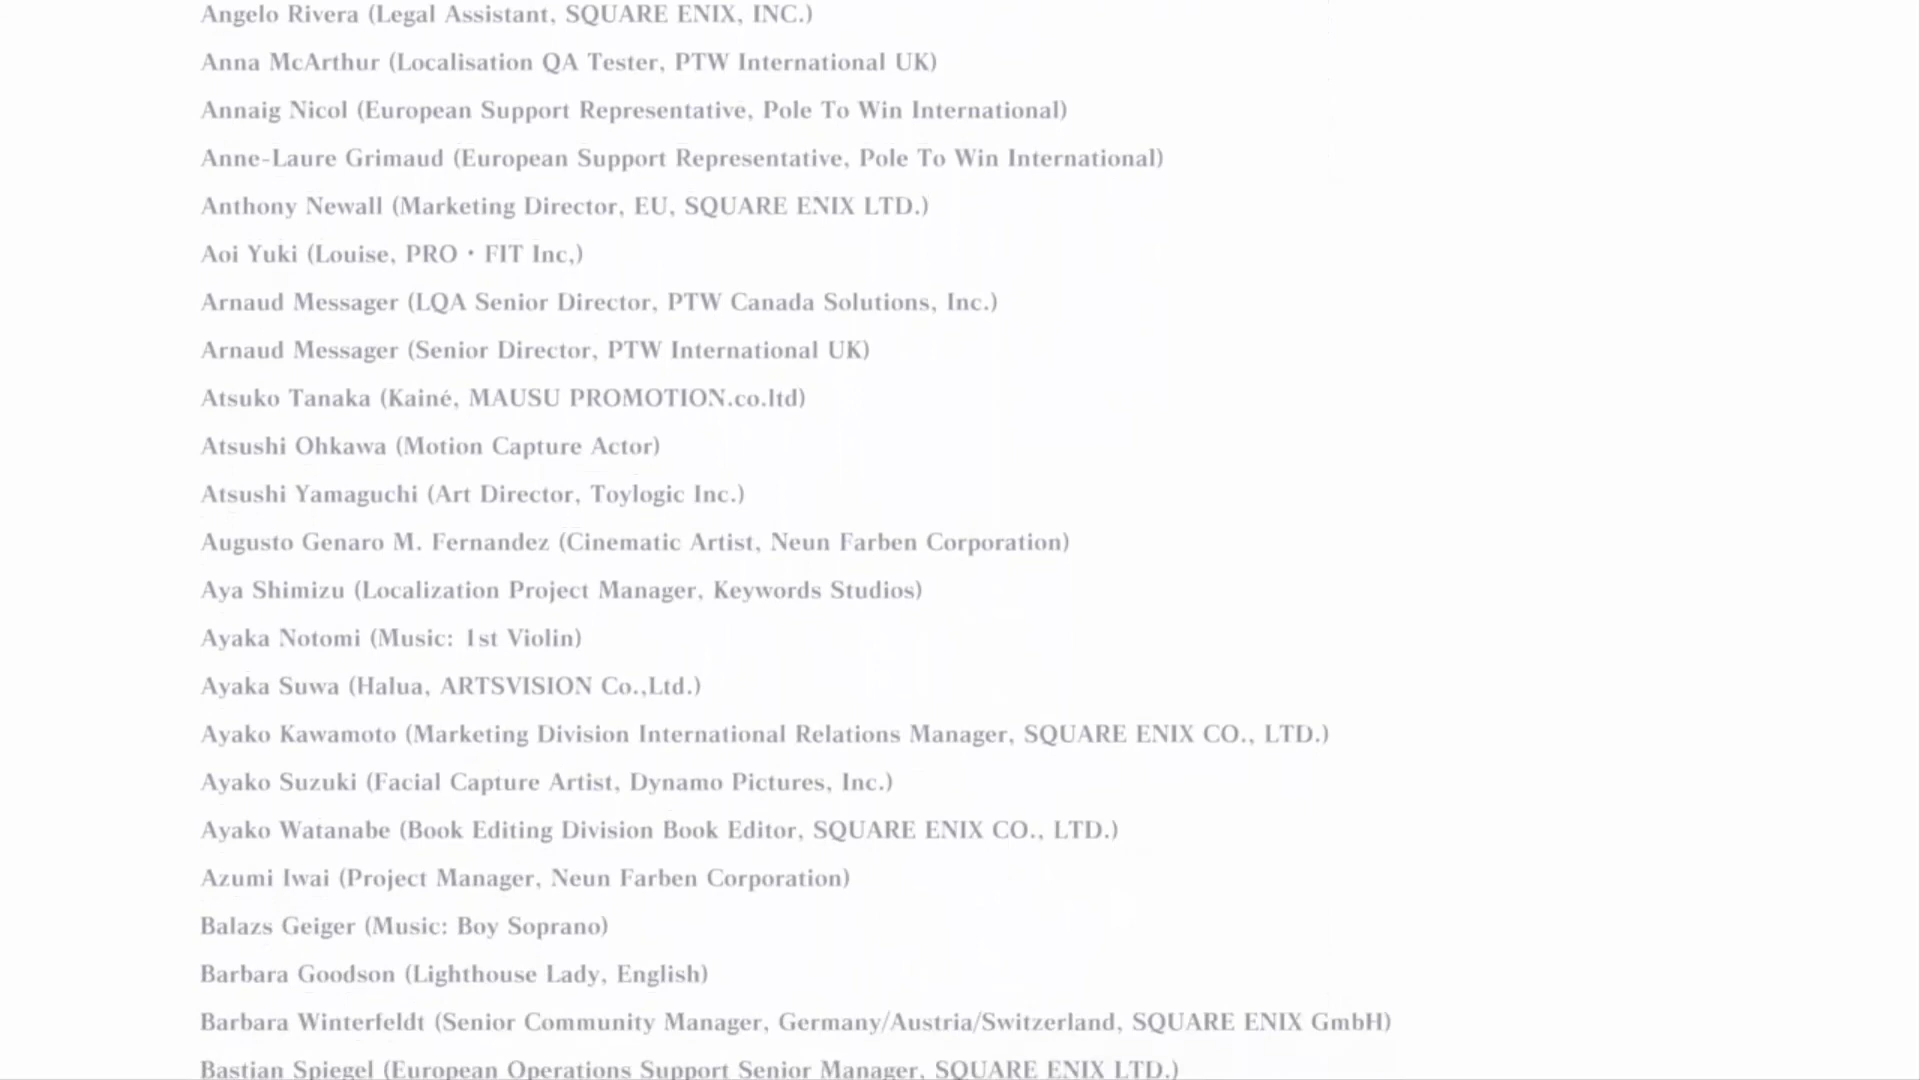 Angelo Rivera (Legal Assistant, SQUARE ENIX, INC.)
Anna McArthur (Localisation QA Tester, PTW International UK)
Annaig Nicol (European Support Representative, Pole To Win International)
Anne-Laure Grimaud (European Support Representative, Pole To Win International)
Anthony Newall (Marketing Director, EU, SQUARE ENIX LTD.)
Aoi Yuki (Louise, PRO・FIT Inc,)
Arnaud Messager (LQA Senior Director, PTW Canada Solutions, Inc.)
Arnaud Messager (Senior Director, PTW International UK)
Atsuko Tanaka (Kainé, MAUSU PROMOTION.co.ltd)
Atsushi Ohkawa (Motion Capture Actor)
Atsushi Yamaguchi (Art Director, Toylogic Inc.)
Augusto Genaro M. Fernandez (Cinematic Artist, Neun Farben Corporation)
Aya Shimizu (Localization Project Manager, Keywords Studios)
Ayaka Notomi (Music: 1st Violin)
Ayaka Suwa (Halua, ARTSVISION Co.,Ltd.)
Ayako Kawamoto (Marketing Division International Relations Manager, SQUARE ENIX CO., LTD.)
Ayako Suzuki (Facial Capture Artist, Dynamo Pictures, Inc.)
Ayako Watanabe (Book Editing Division Book Editor, SQUARE ENIX CO., LTD.)
Azumi Iwai (Project Manager, Neun Farben Corporation)
Balazs Geiger (Music: Boy Soprano)
Barbara Goodson (Lighthouse Lady, English)
Barbara Winterfeldt (Senior Community Manager, Germany/Austria/Switzerland, SQUARE ENIX GmbH)
Bastian Spiegel (European Operations Support Senior Manager, SQUARE ENIX LTD.)